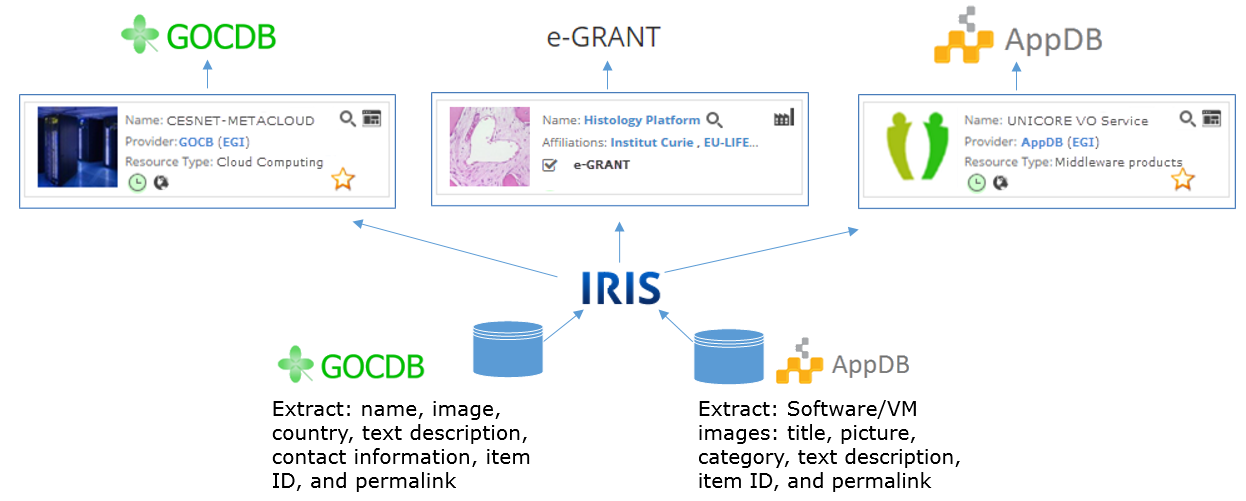 GOCDB
e-GRANT
AppDB
Name: CESNET-METACLOUD
Provider:GOCB (EGI)
Resource Type: Cloud Computing
Name: Histology Platform
Affiliations: Institut Curie , EU-LIFE...
e-GRANT
Name: UNICORE VO Service
Provider: AppDB (EGI)
Resource Type: Middleware products
IRIS
GOCDB
Extract: name, image,
country, text description,
contact information, item
ID, and permalink
AppDB
Extract: Software/VM
images: title, picture,
category, text description,
item ID, and permalink